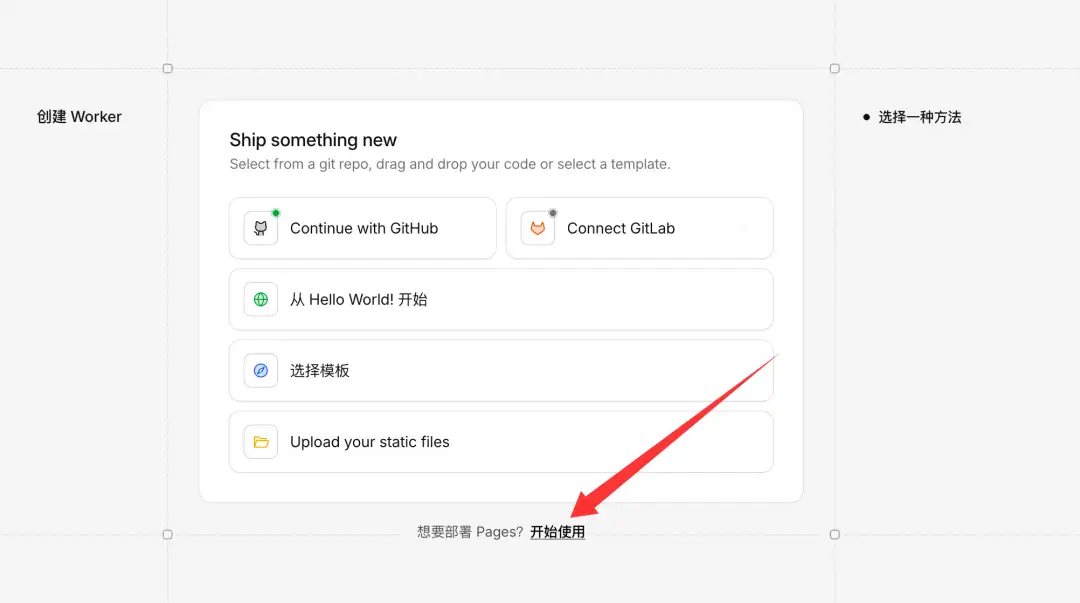 创建 Worker
Ship something new
Select from a git repo, drag and drop your code or select a template.
Continue with GitHub
Connect GitLab
从 Hello World! 开始
选择模板
Upload your static files
想要部署 Pages? 开始使用
选择一种方法